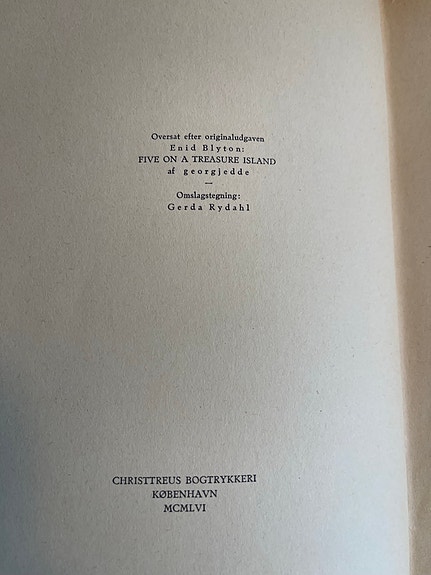 Oversat efter originaludgaven
Enid Blyton:
FIVE ON A TREASURE ISLAND
af georgjedde
—
Omslagstegning:
Gerda Rydahl
CHRISTTREUS BOGTRYKKERI
KØBENHAVN
MCMLVI